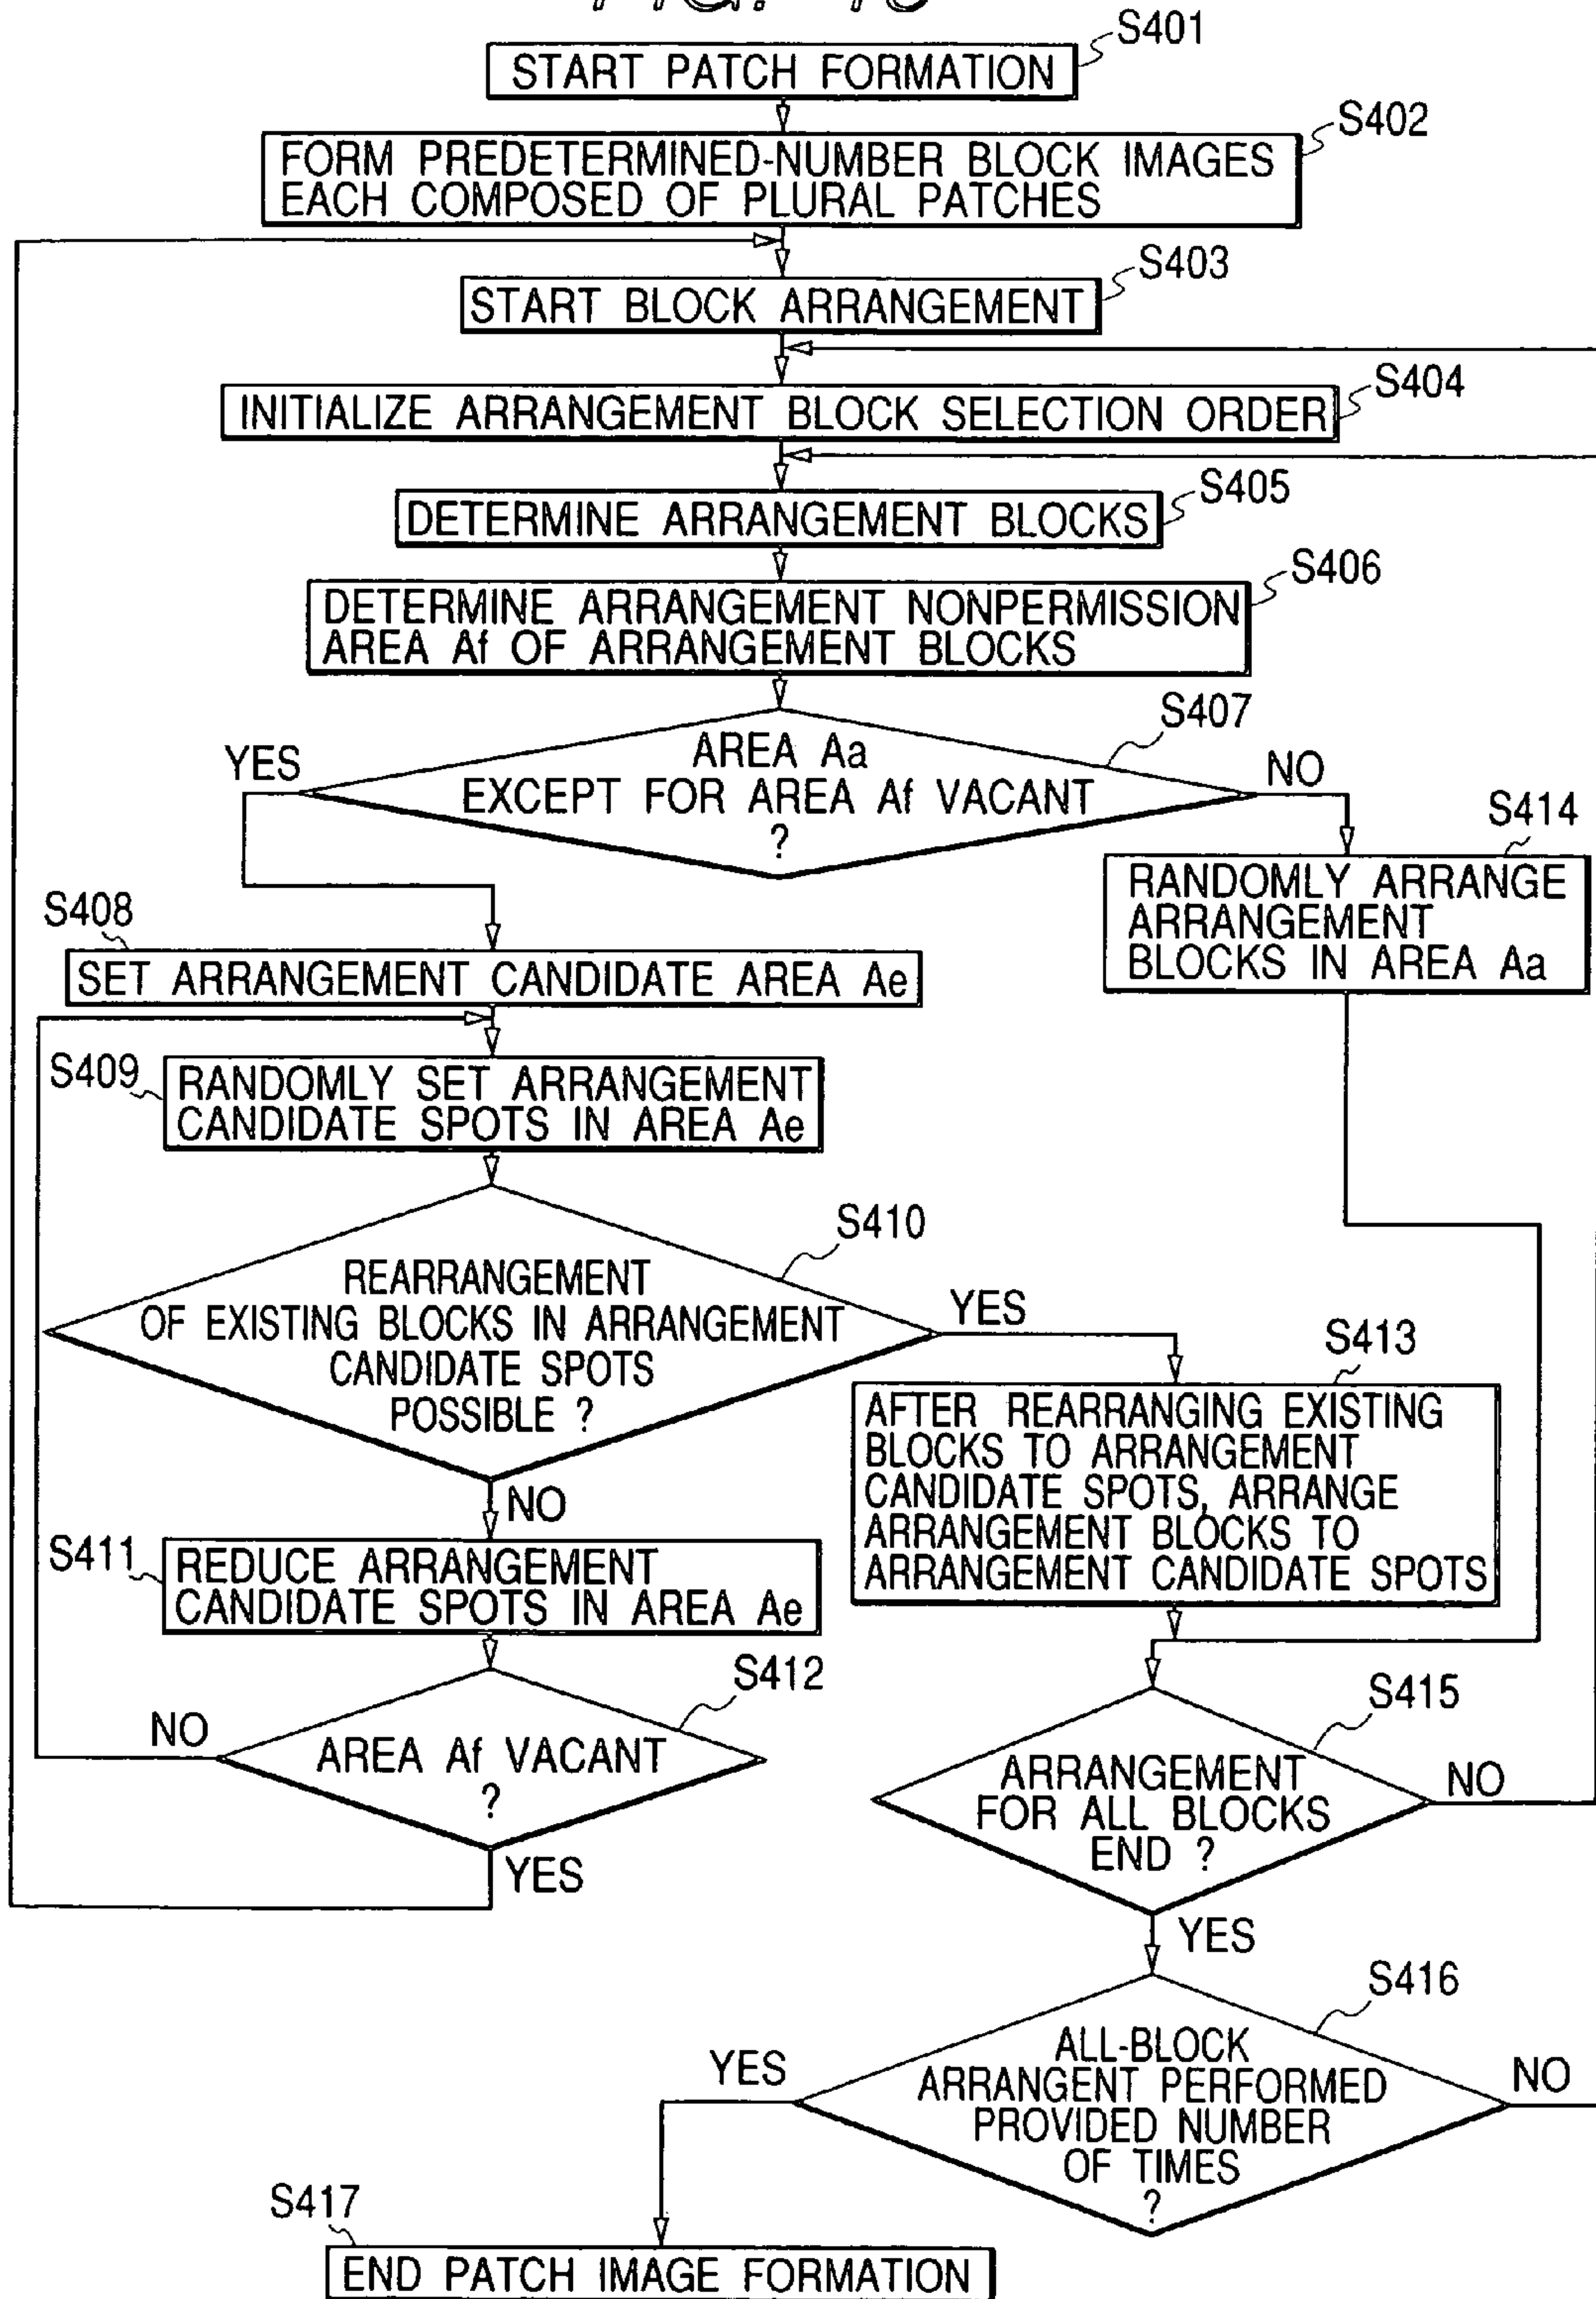 S401
START PATCH FORMATION
S402
FORM PREDETERMINED-NUMBER BLOCK IMAGES
EACH COMPOSED OF PLURAL PATCHES
S403
START BLOCK ARRANGEMENT
S404
INITIALIZE ARRANGEMENT BLOCK SELECTION ORDER
S405
DETERMINE ARRANGEMENT BLOCKS
S406
DETERMINE ARRANGEMENT NONPERMISSION
AREA Af OF ARRANGEMENT BLOCKS
S407
YES
AREA Aa
EXCEPT FOR AREA Af VACANT
?
NO
S414
RANDOMLY ARRANGE
ARRANGEMENT
BLOCKS IN AREA Aa
S408
SET ARRANGEMENT CANDIDATE AREA Ae
S409
RANDOMLY SET ARRANGEMENT
CANDIDATE SPOTS IN AREA Ae
S410
REARRANGEMENT
OF EXISTING BLOCKS IN ARRANGEMENT
CANDIDATE SPOTS
POSSIBLE ?
YES
NO
S413
AFTER REARRANGING EXISTING
BLOCKS TO ARRANGEMENT
CANDIDATE SPOTS, ARRANGE
ARRANGEMENT BLOCKS TO
ARRANGEMENT CANDIDATE SPOTS
S411
REDUCE ARRANGEMENT
CANDIDATE SPOTS IN AREA Ae
S412
NO
AREA Af VACANT
?
YES
S415
ARRANGEMENT
FOR ALL BLOCKS
END ?
NO
YES
S416
YES
ALL-BLOCK
ARRANGENT PERFORMED
PROVIDED NUMBER
OF TIMES
?
NO
S417
END PATCH IMAGE FORMATION